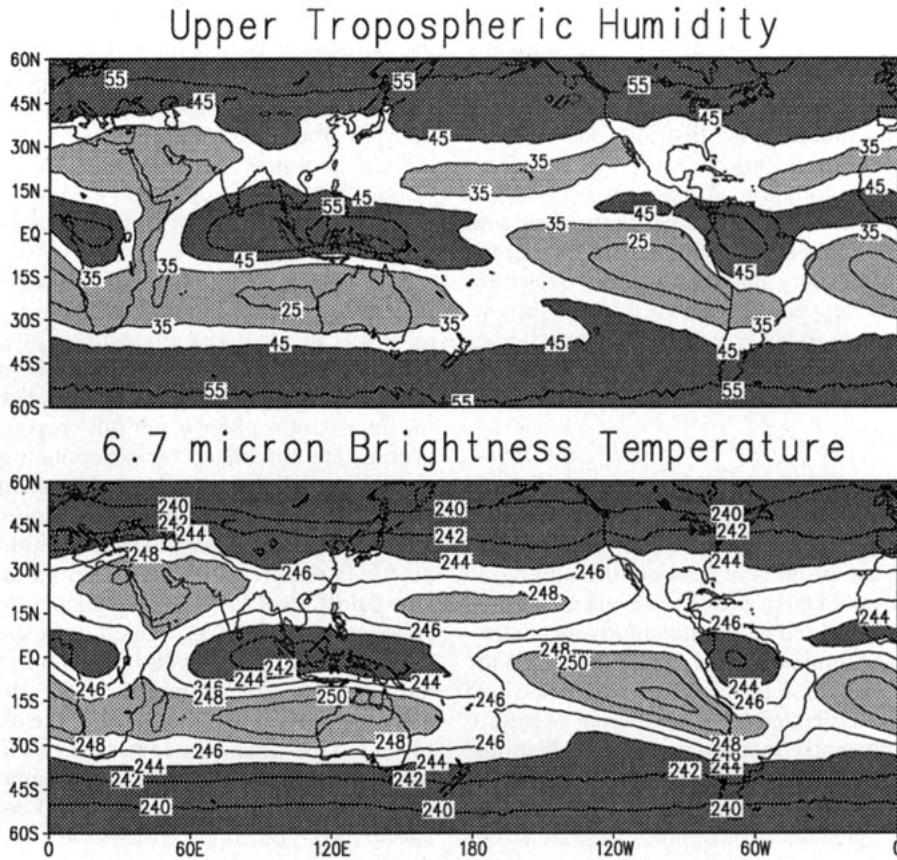 Upper Tropospheric Humidity
60N
55 55
45N
45 45
45
30N
35 35 35
15N
45 45
55 45
EQ
35 25 35
45 45
15S
35 35
25
30S
35 35 35
45 45 45
45S
55 55 55
60S
6.7 micron Brightness Temperature
60N
240 240
45N
242 242 242
244 244
248
30N
246 246
248
15N
244
246 246
248
EQ
242 250
244 244 244
15S
246 246 250 246
248
248 248 248
30S
246 246
244 244 244
242 242 242
45S
240 240 240
60S
0 60E 120E 180 120W 60W 0